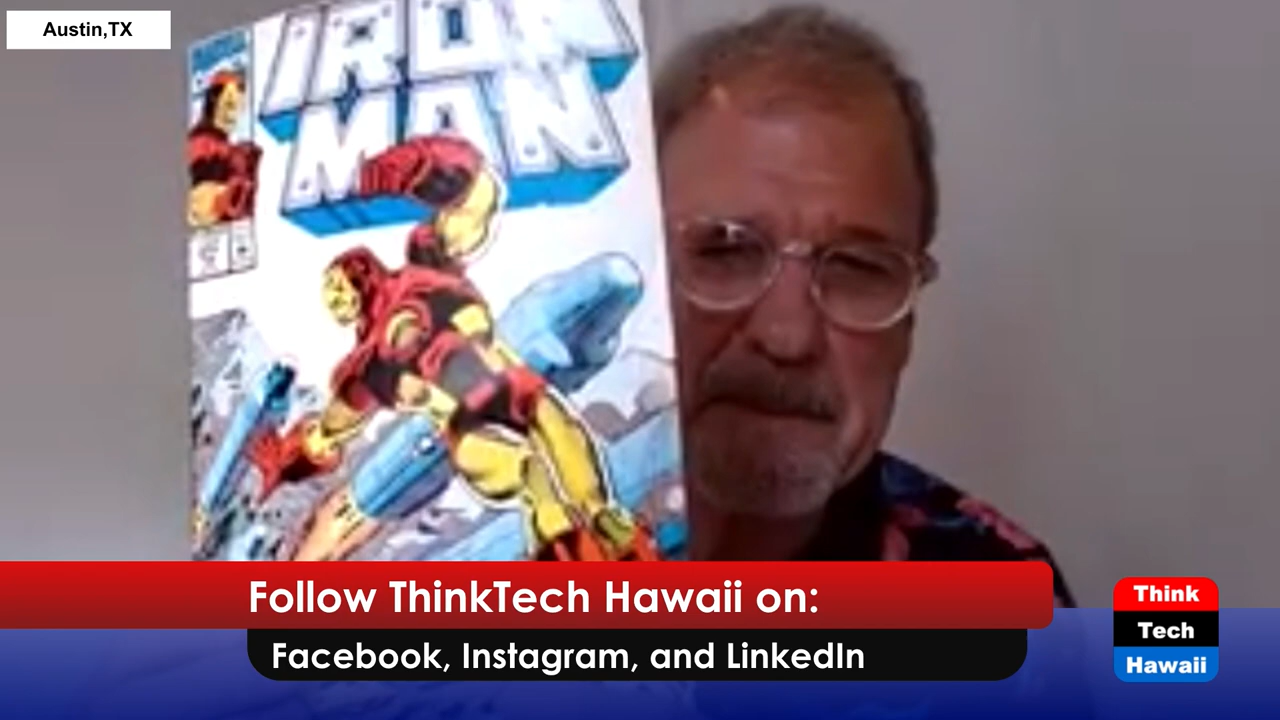 Austin,TX
IRON
MAN
Follow ThinkTech Hawaii on:
Facebook, Instagram, and LinkedIn
Think
Tech
Hawaii